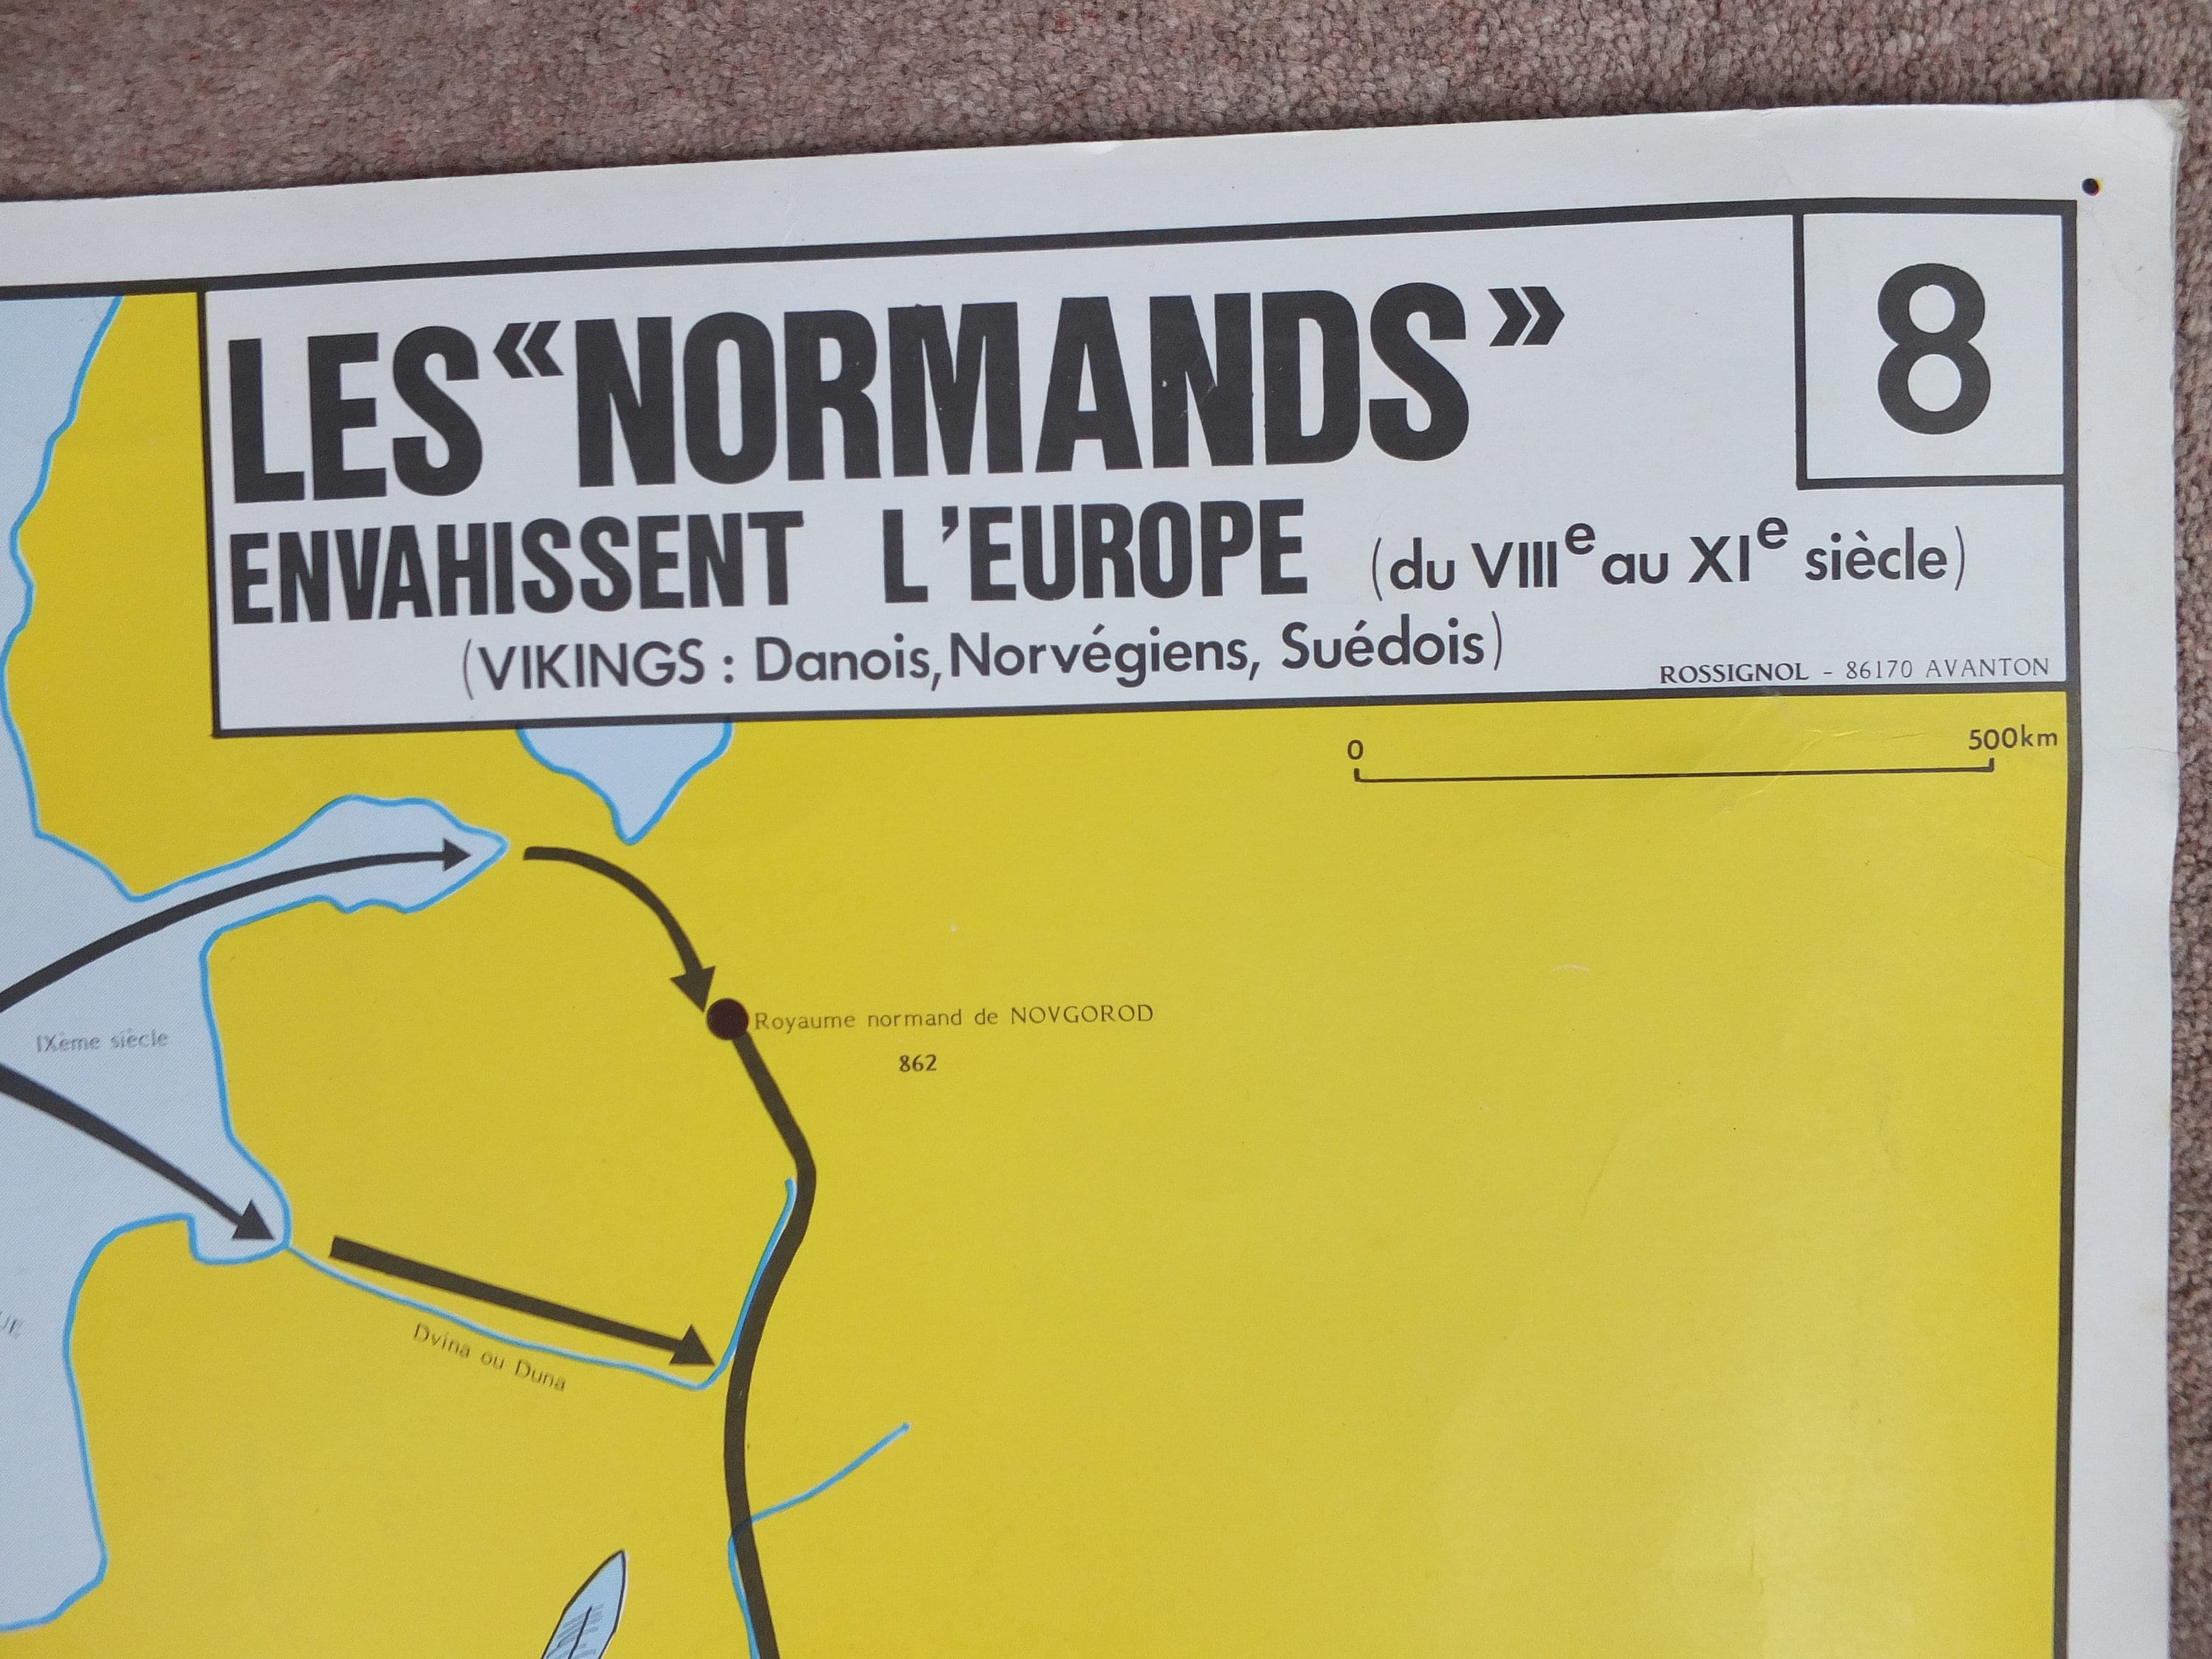 LES «NORMANDS»
8
ENVAHISSENT L'EUROPE (du VIIIe au XIe siècle)
(VIKINGS : Danois, Norvégiens, Suédois)
ROSSIGNOL - 86170 AVANTON
0 500km
Royaume normand de NOVGOROD
862
IXème siècle
Dvina ou Duna